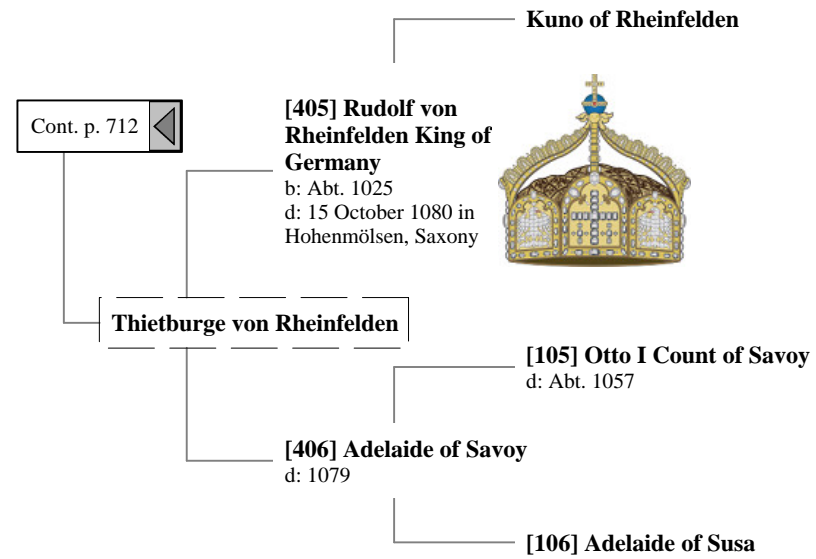 Kuno of Rheinfelden
Cont. p. 712
[405] Rudolf von
Rheinfelden King of
Germany
b: Abt. 1025
d: 15 October 1080 in
Hohenmölsen, Saxony
Thietburge von Rheinfelden
[105] Otto I Count of Savoy
d: Abt. 1057
[406] Adelaide of Savoy
d: 1079
[106] Adelaide of Susa